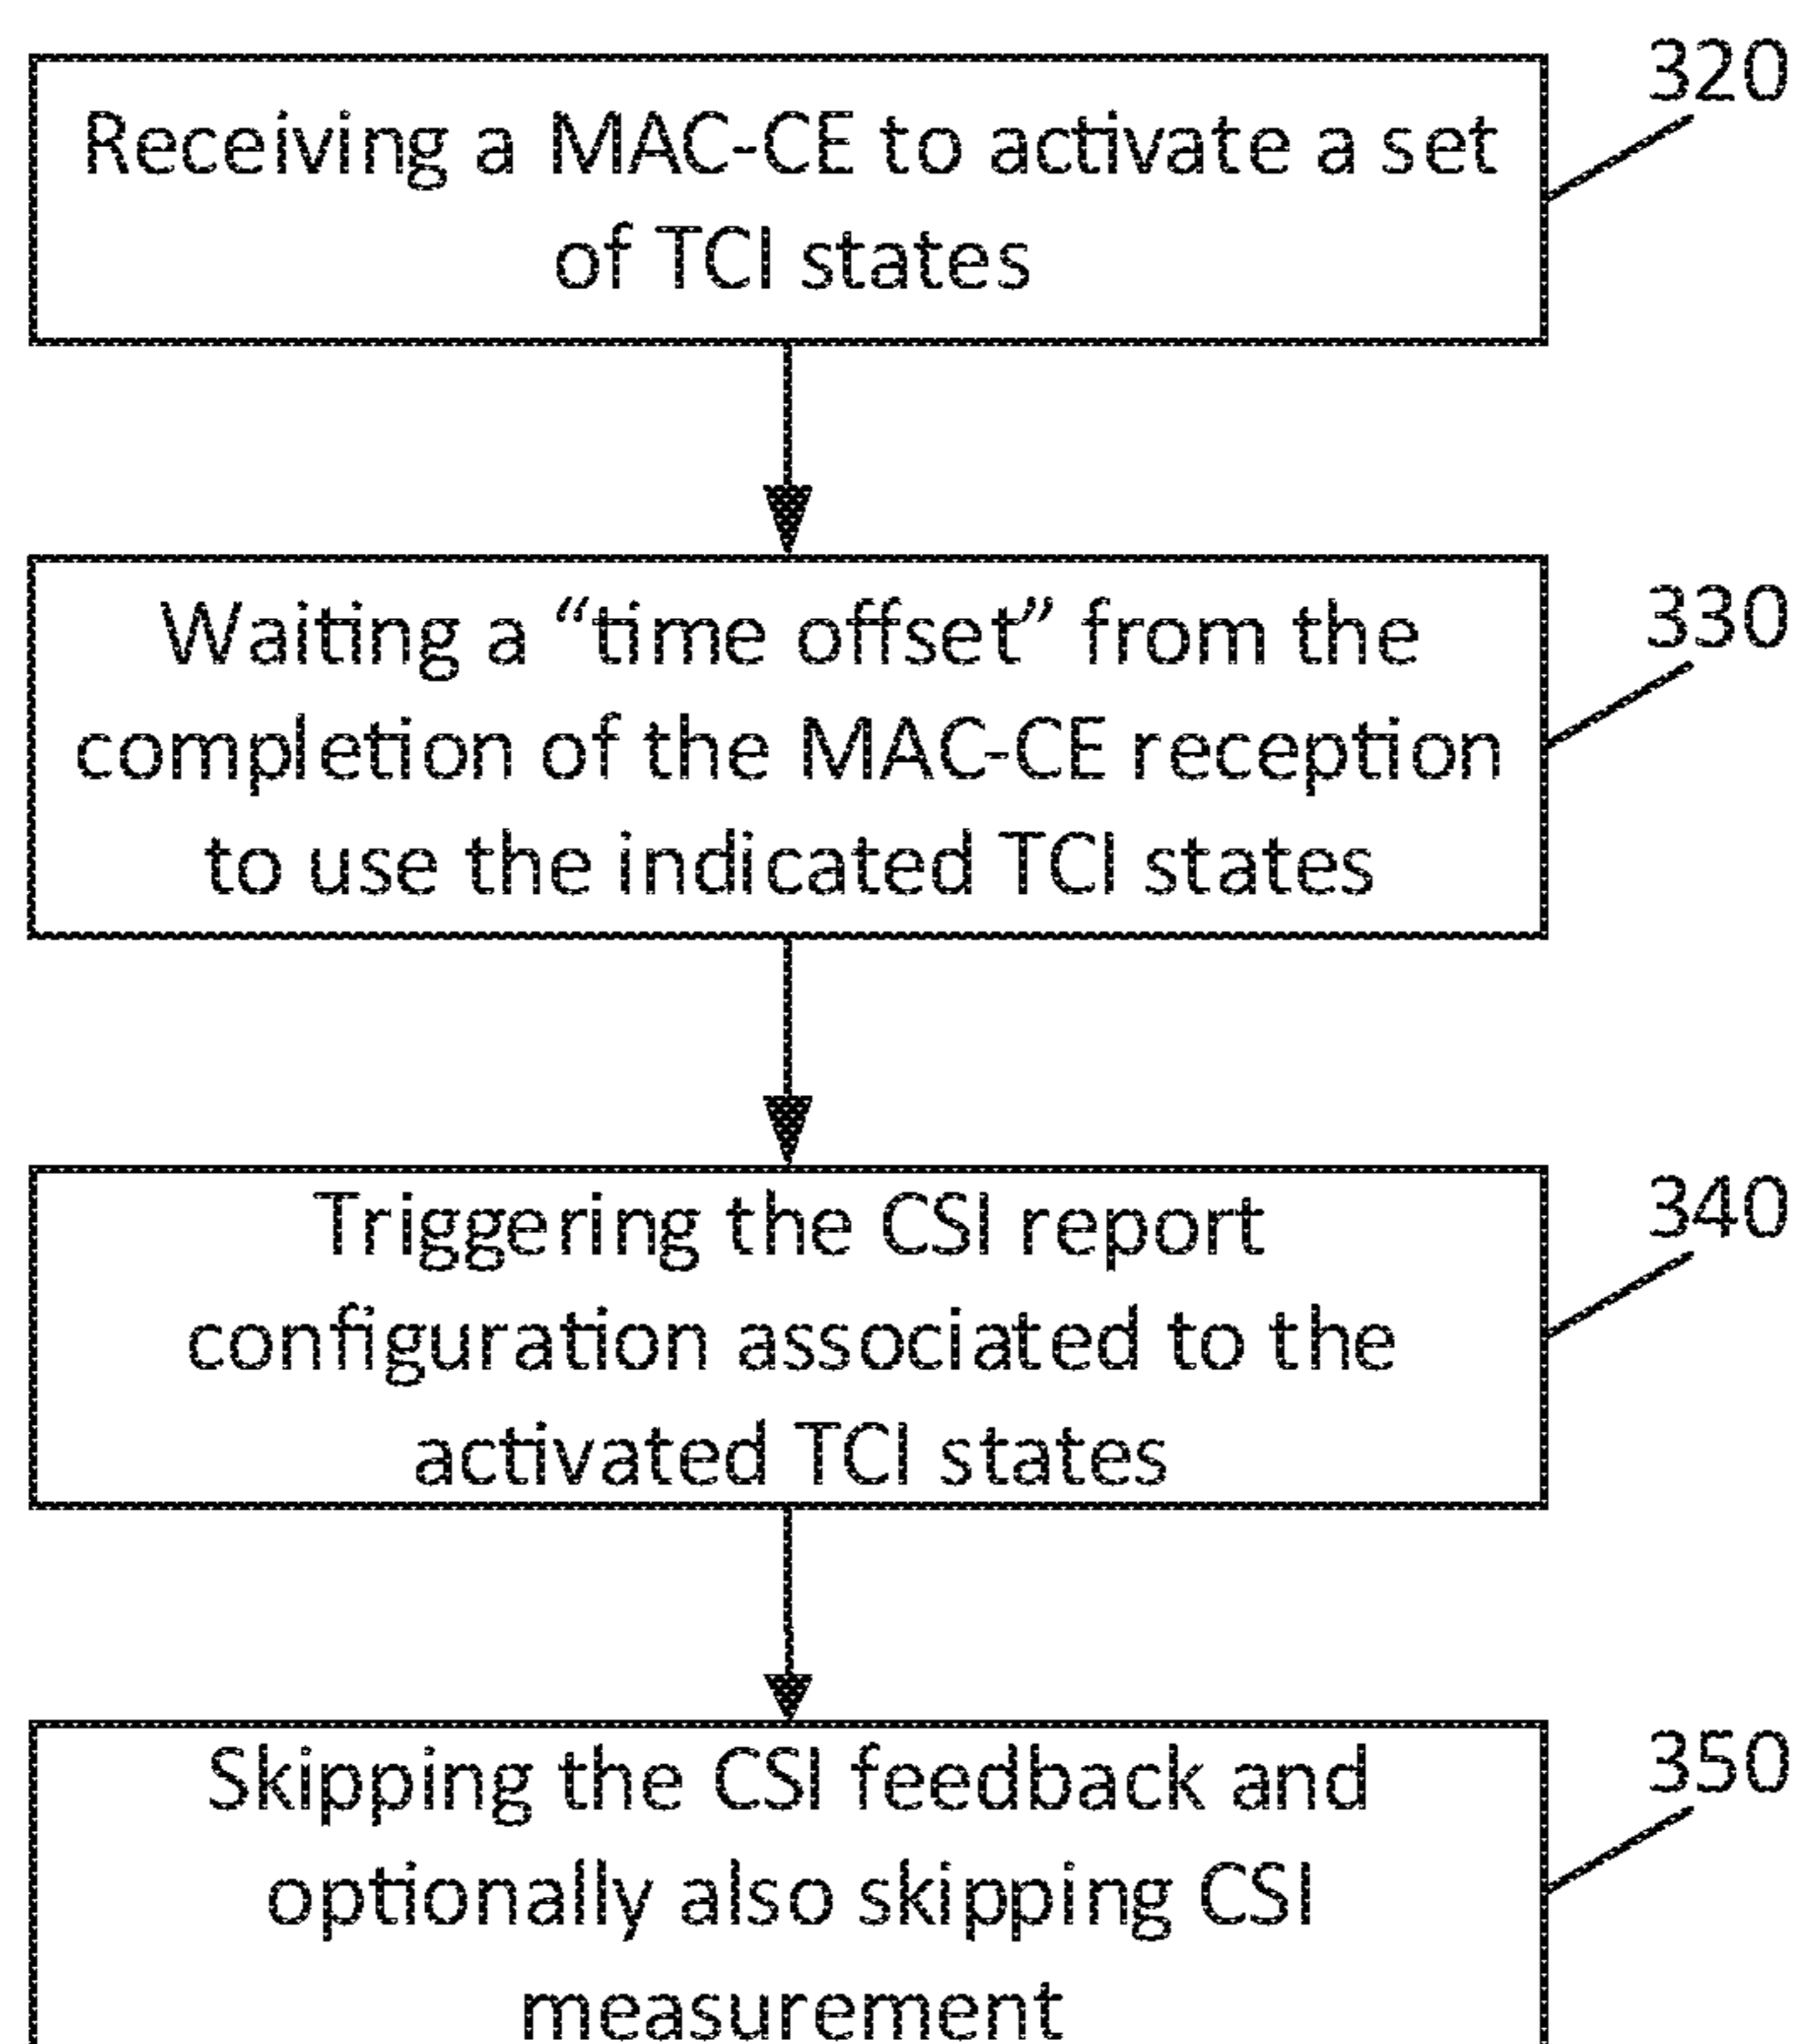 320
Receiving a MAC-CE to activate a set
of TCI states
330
Waiting a “time offset” from the
completion of the MAC-CE reception
to use the indicated TCI states
340
Triggering the CSI report
configuration associated to the
activated TCI states
350
Skipping the CSI feedback and
optionally also skipping CSI
measurement